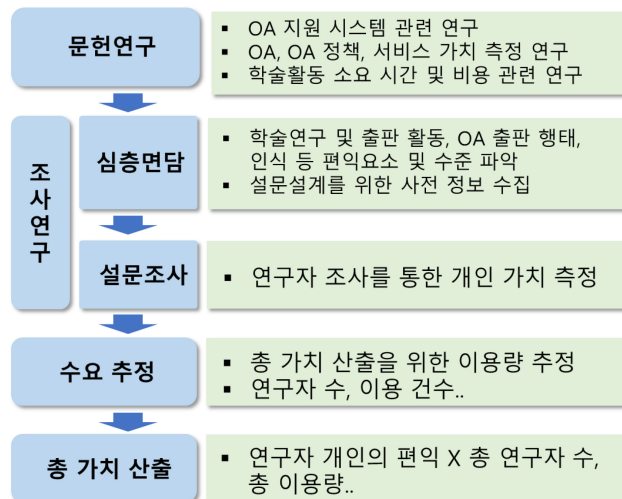 문헌연구
▪ OA 지원 시스템 관련 연구
▪ OA, OA 정책, 서비스 가치 측정 연구
▪ 학술활동 소요 시간 및 비용 관련 연구
조사연구
심층면담
▪ 학술연구 및 출판 활동, OA 출판 행태,
인식 등 편익요소 및 수준 파악
▪ 설문설계를 위한 사전 정보 수집
설문조사
▪ 연구자 조사를 통한 개인 가치 측정
수요 추정
▪ 총 가치 산출을 위한 이용량 추정
▪ 연구자 수, 이용 건수..
총 가치 산출
▪ 연구자 개인의 편익 X 총 연구자 수,
총 이용량..